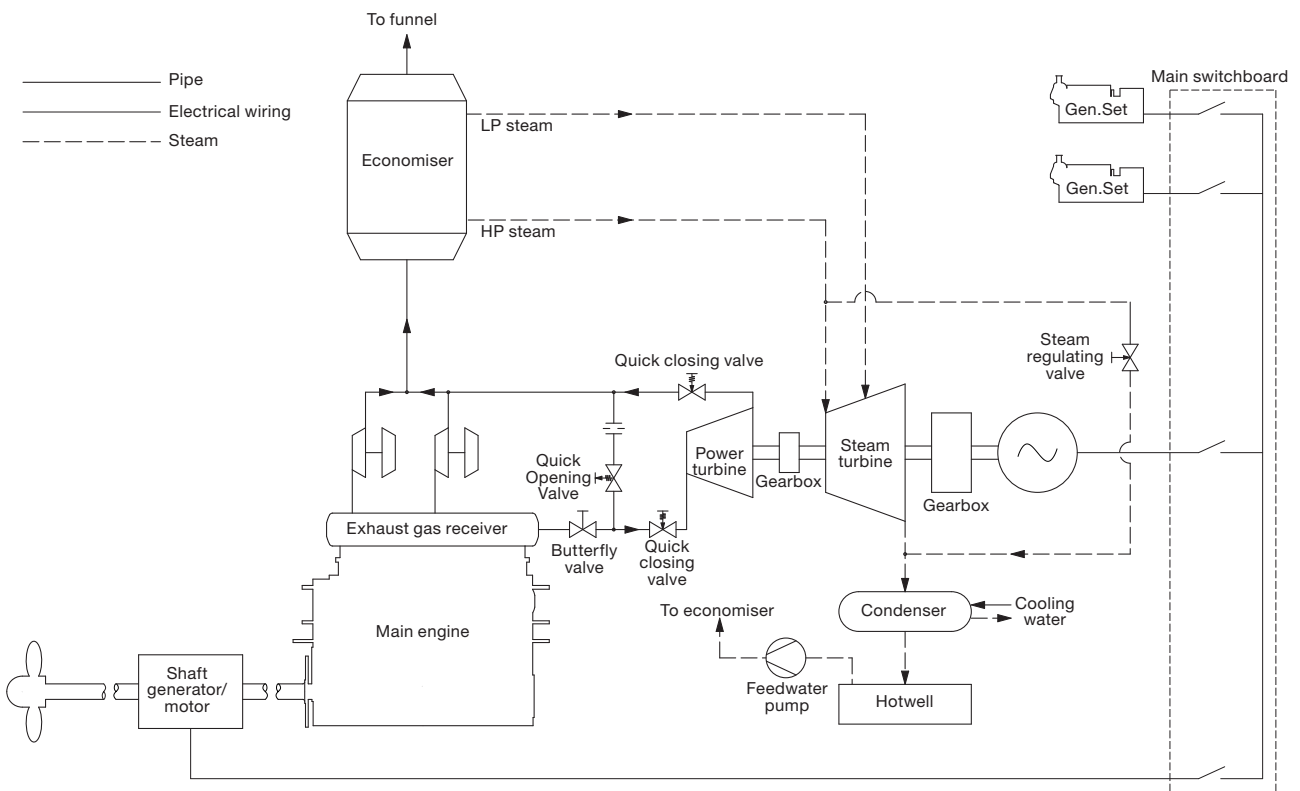 To funnel
Pipe
Electrical wiring
Steam
Main switchboard
Gen.Set
Gen.Set
Economiser
LP steam
HP steam
Steam
regulating
valve
Quick closing valve
Quick
Opening
Valve
Power
turbine
Gearbox
Steam
turbine
Gearbox
Exhaust gas receiver
Butterfly
valve
Quick
closing
valve
Main engine
To economiser
Condenser
Cooling
water
Feedwater
pump
Hotwell
Shaft
generator/
motor